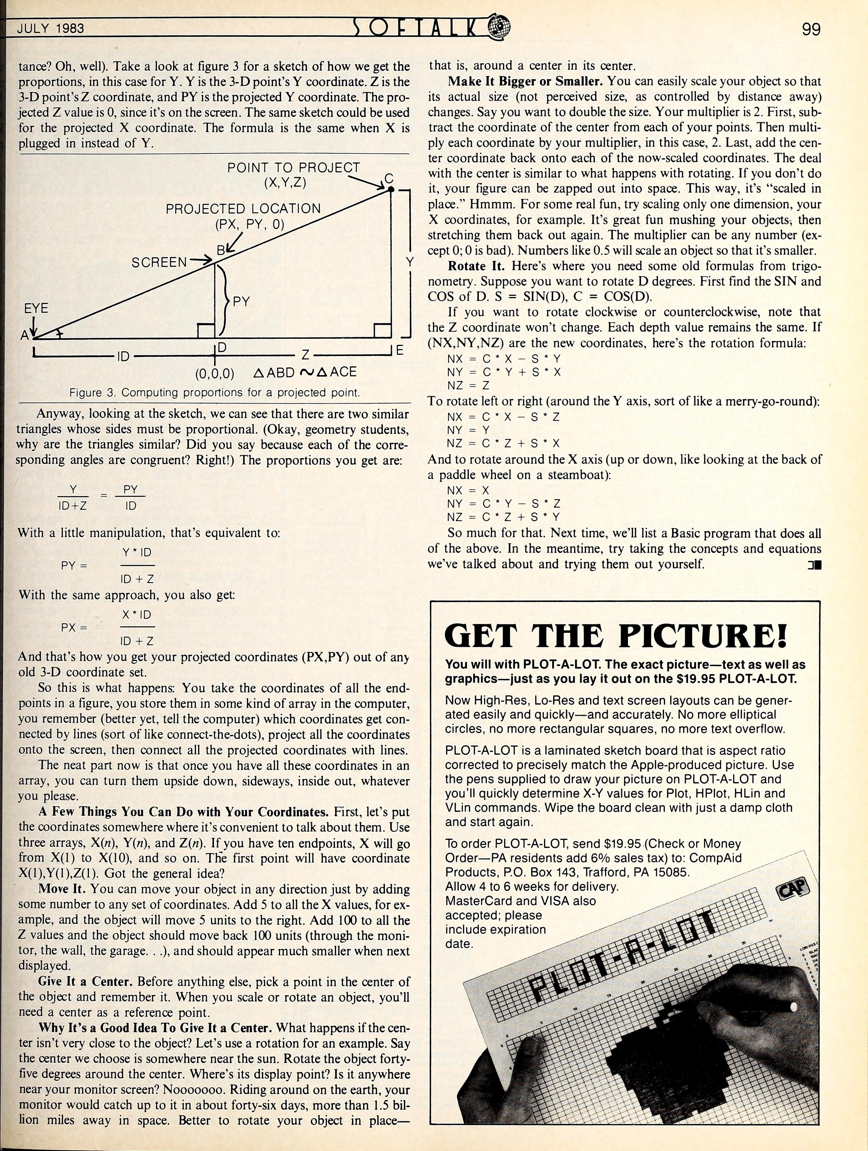 JULY 1983
SOFTALK
99
tance? Oh, well). Take a look at figure 3 for a sketch of how we get the
proportions, in this case for Y. Y is the 3-D point's Y coordinate. Z is the
3-D point's Z coordinate, and PY is the projected Y coordinate. The pro-
jected Z value is 0, since it's on the screen. The same sketch could be used
for the projected X coordinate. The formula is the same when X is
plugged in instead of Y.
POINT TO PROJECT
(X,Y,Z)
C
PROJECTED LOCATION
(PX, PY, 0)
B
SCREEN
Y
PY
EYE
A
D
E
ID
Z
(0,0,0) △ABD ∼ △ACE
Figure 3. Computing proportions for a projected point.
Anyway, looking at the sketch, we can see that there are two similar
triangles whose sides must be proportional. (Okay, geometry students,
why are the triangles similar? Did you say because each of the corre-
sponding angles are congruent? Right!) The proportions you get are:
Y PY
=
ID+Z ID
With a little manipulation, that's equivalent to:
Y * ID
PY =
ID + Z
With the same approach, you also get:
X * ID
PX =
ID + Z
And that's how you get your projected coordinates (PX,PY) out of any
old 3-D coordinate set.
So this is what happens: You take the coordinates of all the end-
points in a figure, you store them in some kind of array in the computer,
you remember (better yet, tell the computer) which coordinates get con-
nected by lines (sort of like connect-the-dots), project all the coordinates
onto the screen, then connect all the projected coordinates with lines.
The neat part now is that once you have all these coordinates in an
array, you can turn them upside down, sideways, inside out, whatever
you please.
A Few Things You Can Do with Your Coordinates. First, let's put
the coordinates somewhere where it's convenient to talk about them. Use
three arrays, X(n), Y(n), and Z(n). If you have ten endpoints, X will go
from X(1) to X(10), and so on. The first point will have coordinate
X(1),Y(1),Z(1). Got the general idea?
Move It. You can move your object in any direction just by adding
some number to any set of coordinates. Add 5 to all the X values, for ex-
ample, and the object will move 5 units to the right. Add 100 to all the
Z values and the object should move back 100 units (through the moni-
tor, the wall, the garage. . .), and should appear much smaller when next
displayed.
Give It a Center. Before anything else, pick a point in the center of
the object and remember it. When you scale or rotate an object, you'll
need a center as a reference point.
Why It's a Good Idea To Give It a Center. What happens if the cen-
ter isn't very close to the object? Let's use a rotation for an example. Say
the center we choose is somewhere near the sun. Rotate the object forty-
five degrees around the center. Where's its display point? Is it anywhere
near your monitor screen? Nooooooo. Riding around on the earth, your
monitor would catch up to it in about forty-six days, more than 1.5 bil-
lion miles away in space. Better to rotate your object in place—
that is, around a center in its center.
Make It Bigger or Smaller. You can easily scale your object so that
its actual size (not perceived size, as controlled by distance away)
changes. Say you want to double the size. Your multiplier is 2. First, sub-
tract the coordinate of the center from each of your points. Then multi-
ply each coordinate by your multiplier, in this case, 2. Last, add the cen-
ter coordinate back onto each of the now-scaled coordinates. The deal
with the center is similar to what happens with rotating. If you don't do
it, your figure can be zapped out into space. This way, it's "scaled in
place." Hmmm. For some real fun, try scaling only one dimension, your
X coordinates, for example. It's great fun mushing your objects, then
stretching them back out again. The multiplier can be any number (ex-
cept 0; 0 is bad). Numbers like 0.5 will scale an object so that it's smaller.
Rotate It. Here's where you need some old formulas from trigo-
nometry. Suppose you want to rotate D degrees. First find the SIN and
COS of D. S = SIN(D), C = COS(D).
If you want to rotate clockwise or counterclockwise, note that
the Z coordinate won't change. Each depth value remains the same. If
(NX,NY,NZ) are the new coordinates, here's the rotation formula:
NX = C * X − S * Y
NY = C * Y + S * X
NZ = Z
To rotate left or right (around the Y axis, sort of like a merry-go-round):
NX = C * X − S * Z
NY = Y
NZ = C * Z + S * X
And to rotate around the X axis (up or down, like looking at the back of
a paddle wheel on a steamboat):
NX = X
NY = C * Y − S * Z
NZ = C * Z + S * Y
So much for that. Next time, we'll list a Basic program that does all
of the above. In the meantime, try taking the concepts and equations
we've talked about and trying them out yourself.
GET THE PICTURE!
You will with PLOT-A-LOT. The exact picture—text as well as
graphics—just as you lay it out on the $19.95 PLOT-A-LOT.
Now High-Res, Lo-Res and text screen layouts can be gener-
ated easily and quickly—and accurately. No more elliptical
circles, no more rectangular squares, no more text overflow.
PLOT-A-LOT is a laminated sketch board that is aspect ratio
corrected to precisely match the Apple-produced picture. Use
the pens supplied to draw your picture on PLOT-A-LOT and
you'll quickly determine X-Y values for Plot, HPlot, HLin and
VLin commands. Wipe the board clean with just a damp cloth
and start again.
To order PLOT-A-LOT, send $19.95 (Check or Money
Order—PA residents add 6% sales tax) to: CompAid
Products, P.O. Box 143, Trafford, PA 15085.
Allow 4 to 6 weeks for delivery.
MasterCard and VISA also
accepted; please
include expiration
date.
CAP
PLOT-A-LOT